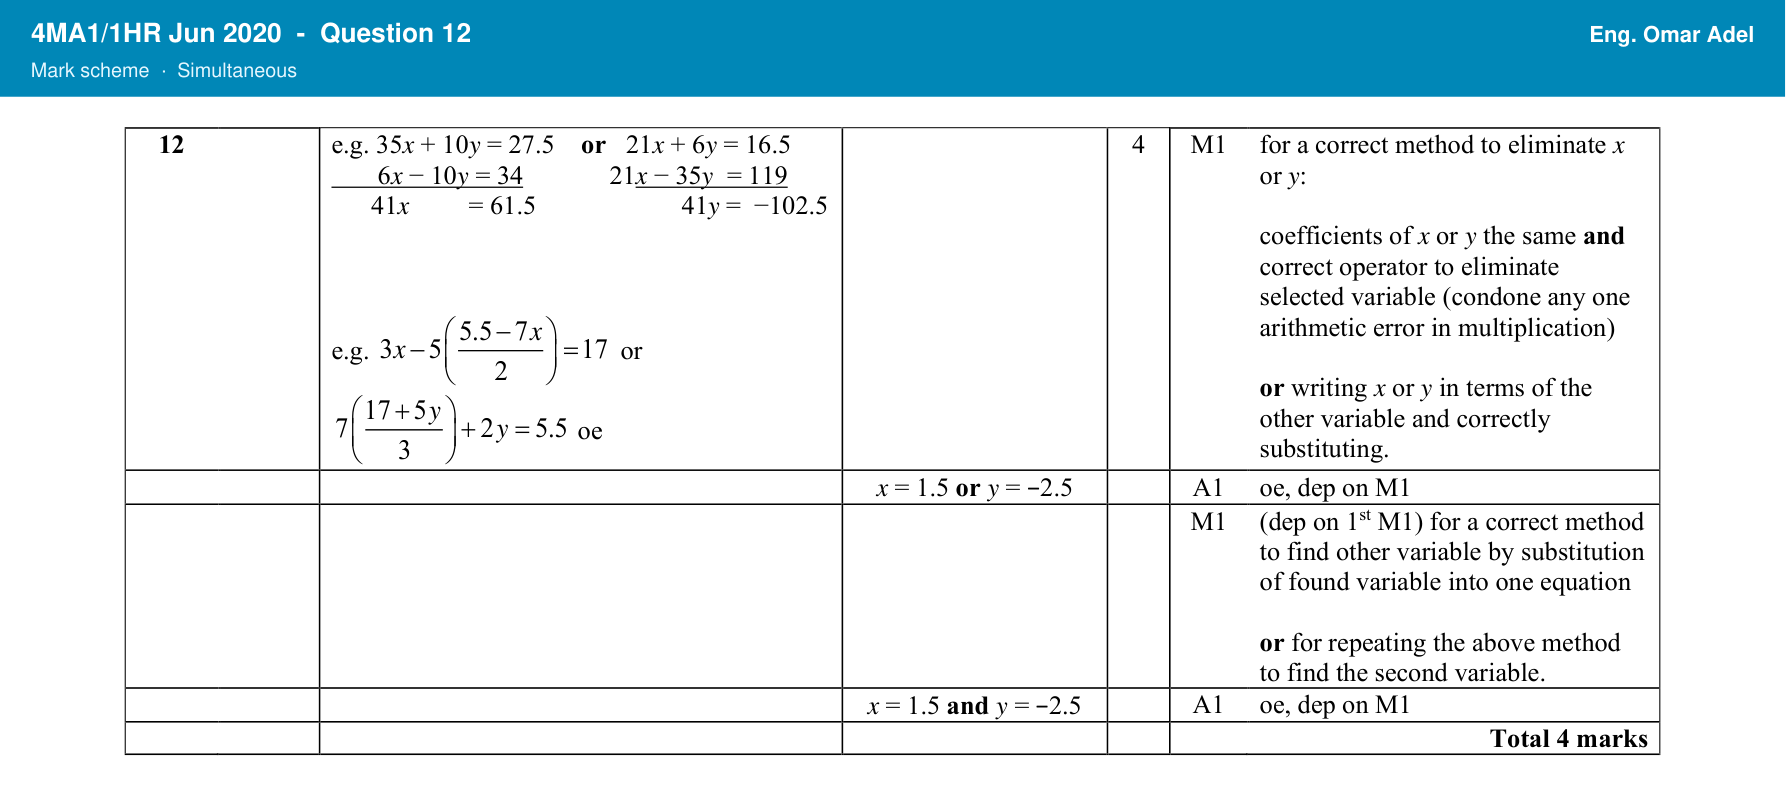 4MA1/1HR Jun 2020 - Question 12
Eng. Omar Adel
Mark scheme · Simultaneous
12
e.g. 35x + 10y = 27.5 or 21x + 6y = 16.5
6x − 10y = 34 21x − 35y = 119
41x = 61.5 41y = −102.5
e.g. 3x − 5((5.5 − 7x)/2) = 17 or
7((17 + 5y)/3) + 2y = 5.5 oe
4
M1
for a correct method to eliminate x
or y:
coefficients of x or y the same and
correct operator to eliminate
selected variable (condone any one
arithmetic error in multiplication)
or writing x or y in terms of the
other variable and correctly
substituting.
x = 1.5 or y = −2.5 A1 oe, dep on M1
M1
(dep on 1st M1) for a correct method
to find other variable by substitution
of found variable into one equation
or for repeating the above method
to find the second variable.
x = 1.5 and y = −2.5 A1 oe, dep on M1
Total 4 marks